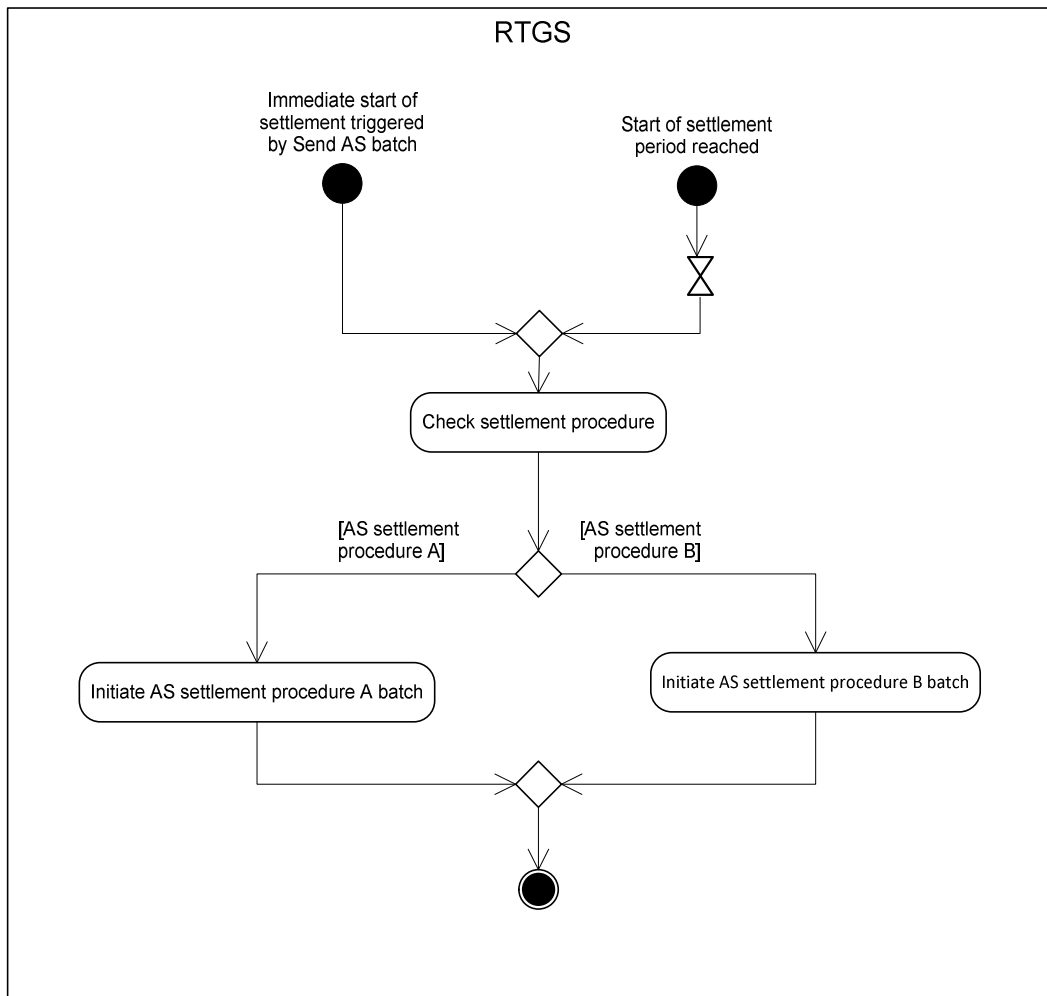 RTGS
Immediate start of
settlement triggered
by Send AS batch
Start of settlement
period reached
Check settlement procedure
[AS settlement
procedure A]
[AS settlement
procedure B]
Initiate AS settlement procedure A batch
Initiate AS settlement procedure B batch